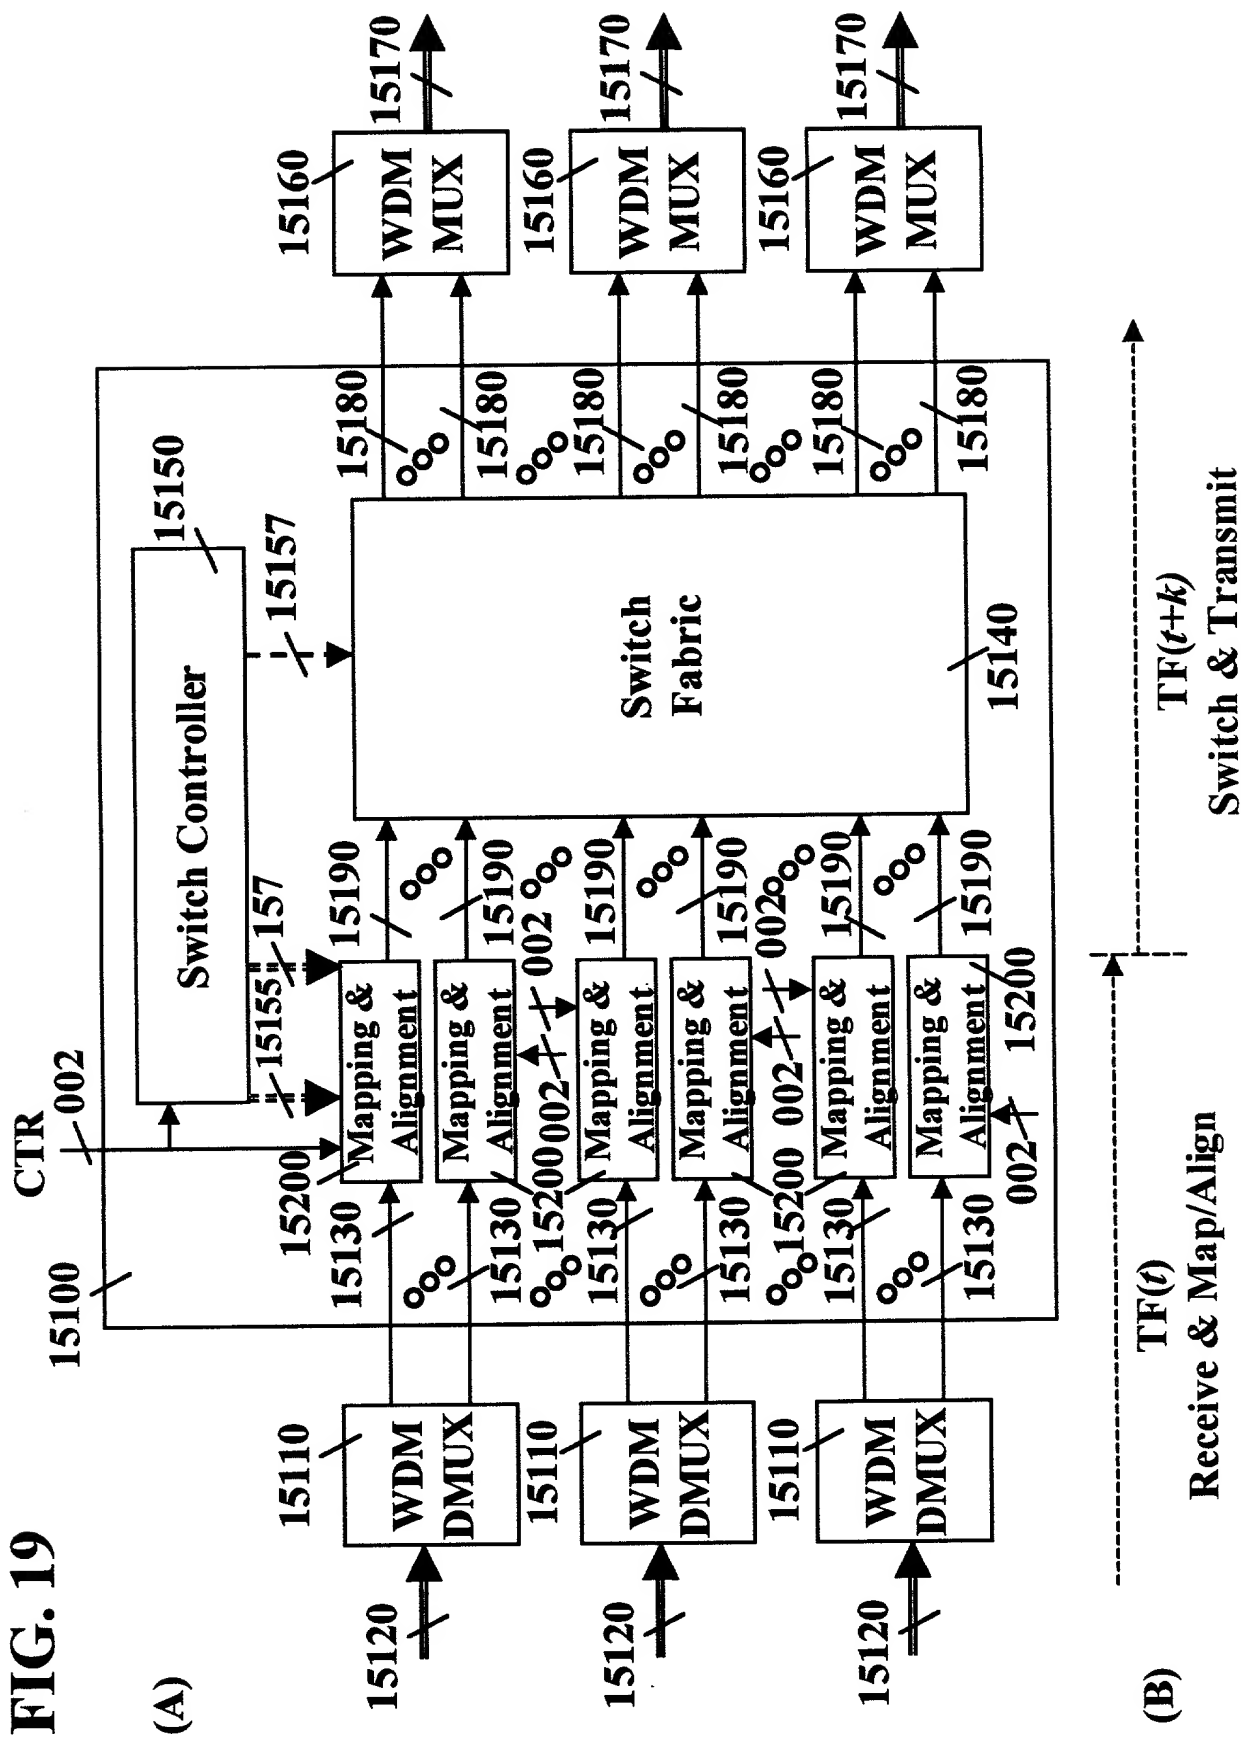 FIG. 19
(A)
CTR
002
15100
15150
Switch Controller
15155
157
15157
15120
15110
WDM
DMUX
15130
15130
15200
Mapping &
Alignment
15190
Mapping &
Alignment
15190
15180
15180
15160
WDM
MUX
15170
002
002
15120
15110
WDM
DMUX
15130
15130
15200
Mapping &
Alignment
15190
Mapping &
Alignment
15190
Switch
Fabric
15180
15180
15160
WDM
MUX
15170
002
002
15120
15110
WDM
DMUX
15130
15130
15200
Mapping &
Alignment
15190
Mapping &
Alignment
15190
15180
15180
15160
WDM
MUX
15170
002
15200
15140
(B)
TF(t)
Receive & Map/Align
TF(t+k)
Switch & Transmit